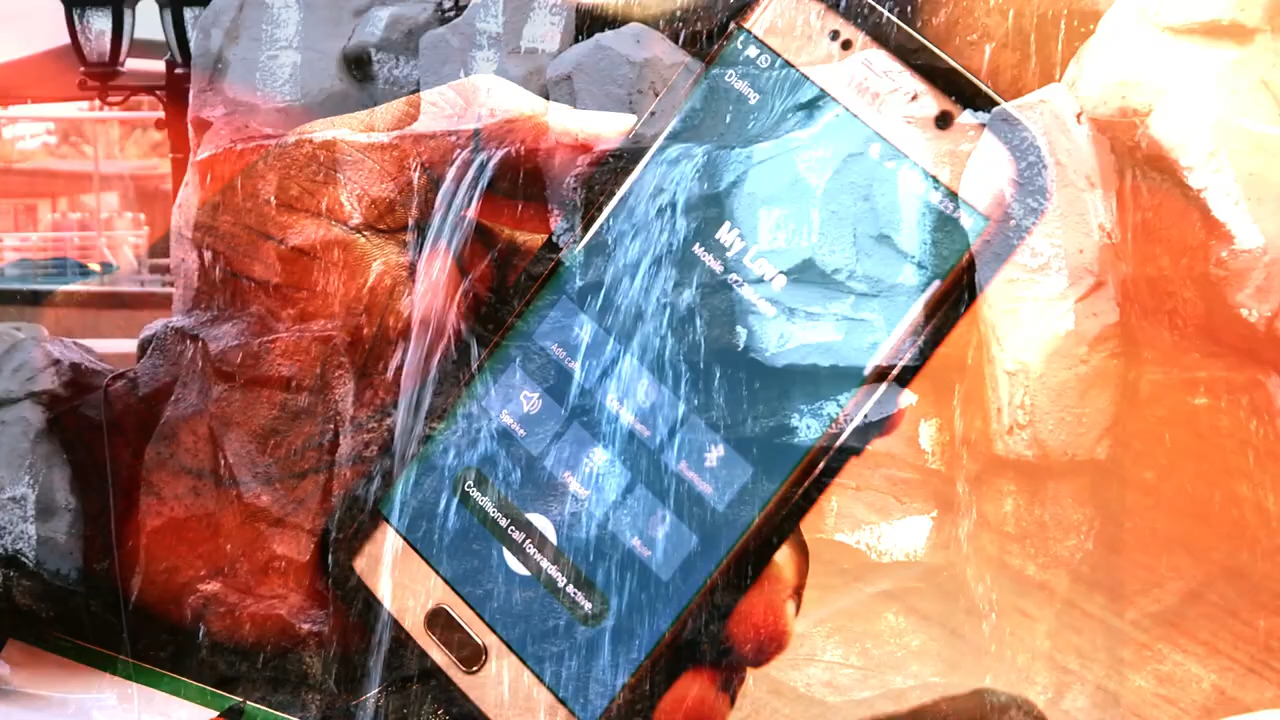 Dialing
My Love
Mobile
Add call
Bluetooth
Speaker
Keypad
Mute
Conditional call forwarding active.